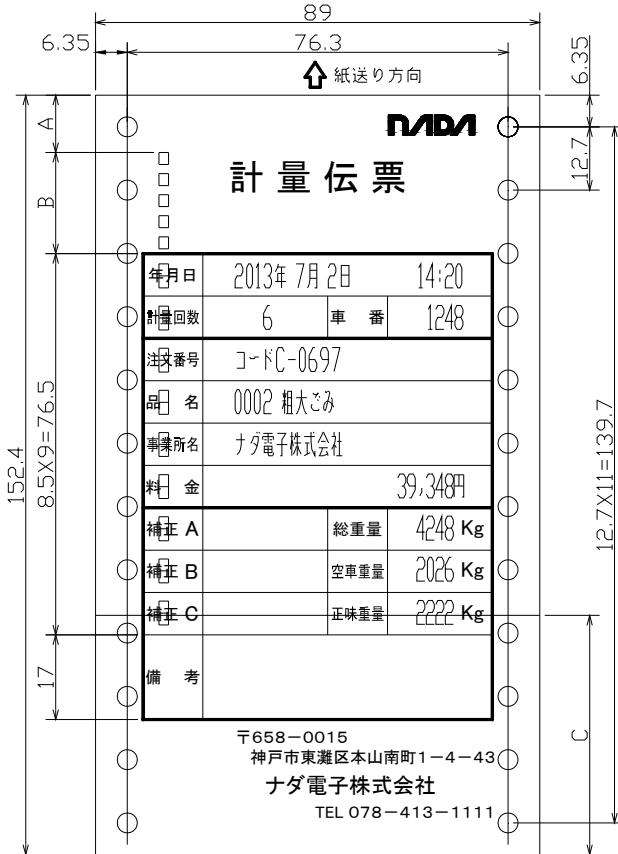 89
6.35 76.3 6.35
紙送り方向
A
NADA
12.7
計量伝票
B
年月日 2013年 7月 2日 14:20
計量回数 6 車 番 1248
注文番号 コードC-0697
品 名 0002 粗大ごみ
事業所名 ナダ電子株式会社
料 金 39,348円
補正 A 総重量 4248 Kg
補正 B 空車重量 2026 Kg
補正 C 正味重量 2222 Kg
備 考
152.4
8.5X9=76.5
17
12.7X11=139.7
C
〒658-0015
神戸市東灘区本山南町1-4-43
ナダ電子株式会社
TEL 078-413-1111